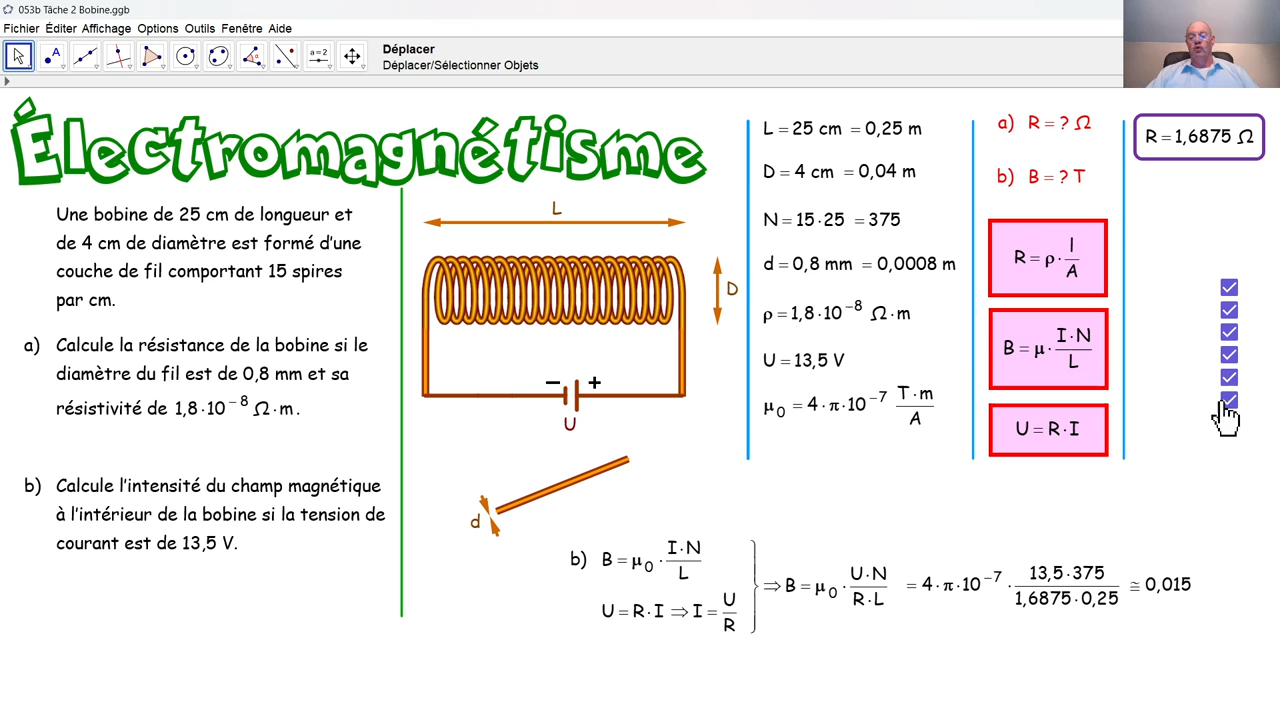 053b Tâche 2 Bobine.ggb
Fichier Éditer Affichage Options Outils Fenêtre Aide
A
a=2
Déplacer
Déplacer/Sélectionner Objets
Électromagnétisme
Une bobine de 25 cm de longueur et
de 4 cm de diamètre est formé d'une
couche de fil comportant 15 spires
par cm.
a) Calcule la résistance de la bobine si le
diamètre du fil est de 0,8 mm et sa
résistivité de 1,8·10⁻⁸ Ω·m.
b) Calcule l'intensité du champ magnétique
à l'intérieur de la bobine si la tension de
courant est de 13,5 V.
L
D
− +
U
d
L = 25 cm = 0,25 m
D = 4 cm = 0,04 m
N = 15·25 = 375
d = 0,8 mm = 0,0008 m
ρ = 1,8·10⁻⁸ Ω·m
U = 13,5 V
μ₀ = 4·π·10⁻⁷ T·m/A
a) R = ? Ω
b) B = ? T
R = ρ · l/A
B = μ · I·N/L
U = R·I
R = 1,6875 Ω
b) B = μ₀ · I·N/L
U = R·I ⇒ I = U/R
⇒ B = μ₀ · U·N/R·L = 4·π·10⁻⁷ · 13,5·375/1,6875·0,25 ≅ 0,015